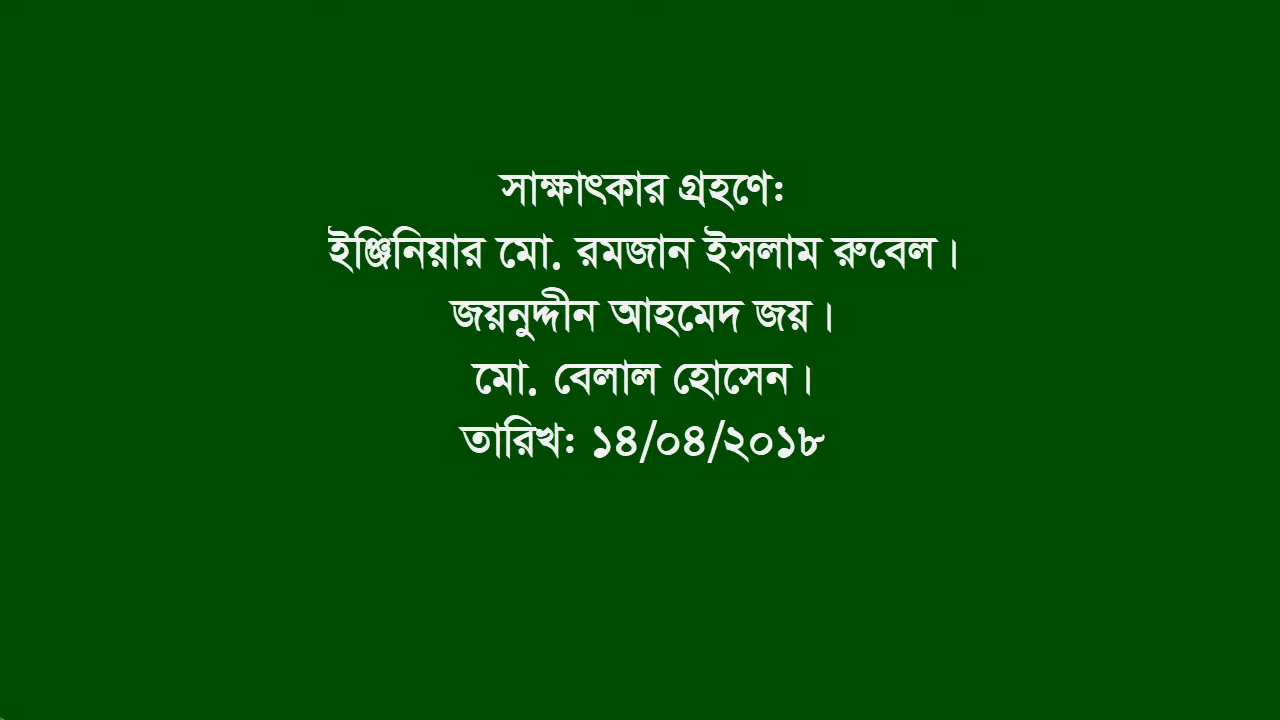 সাক্ষাৎকার গ্রহণে:
ইঞ্জিনিয়ার মো. রমজান ইসলাম রুবেল।
জয়নুদ্দীন আহমেদ জয়।
মো. বেলাল হোসেন।
তারিখ: ১৪/০৪/২০১৮